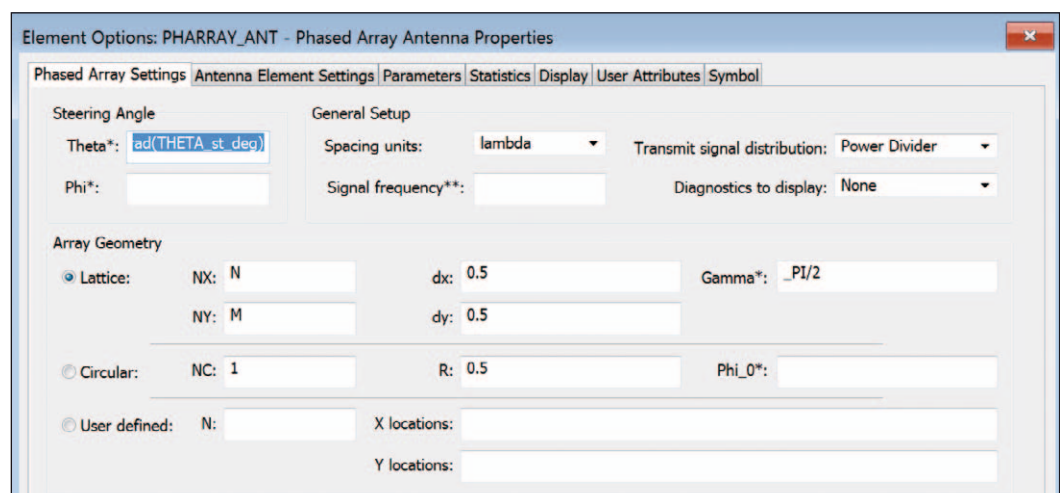 Element Options: PHARRAY_ANT - Phased Array Antenna Properties
Phased Array Settings Antenna Element Settings Parameters Statistics Display User Attributes Symbol
Steering Angle
Theta*: ad(THETA_st_deg)
Phi*:
General Setup
Spacing units: lambda
Transmit signal distribution: Power Divider
Signal frequency**:
Diagnostics to display: None
Array Geometry
Lattice: NX: N dx: 0.5 Gamma*: _PI/2
NY: M dy: 0.5
Circular: NC: 1 R: 0.5 Phi_0*:
User defined: N: X locations:
Y locations: